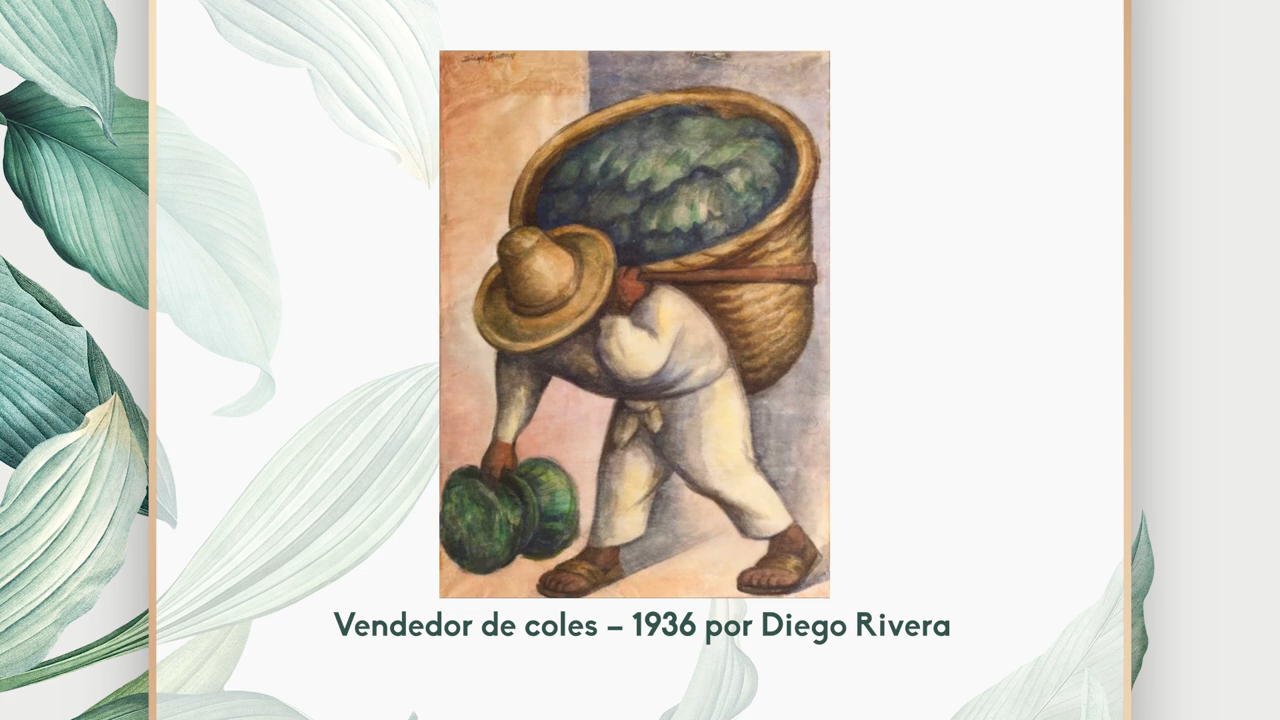 Vendedor de coles – 1936 por Diego Rivera